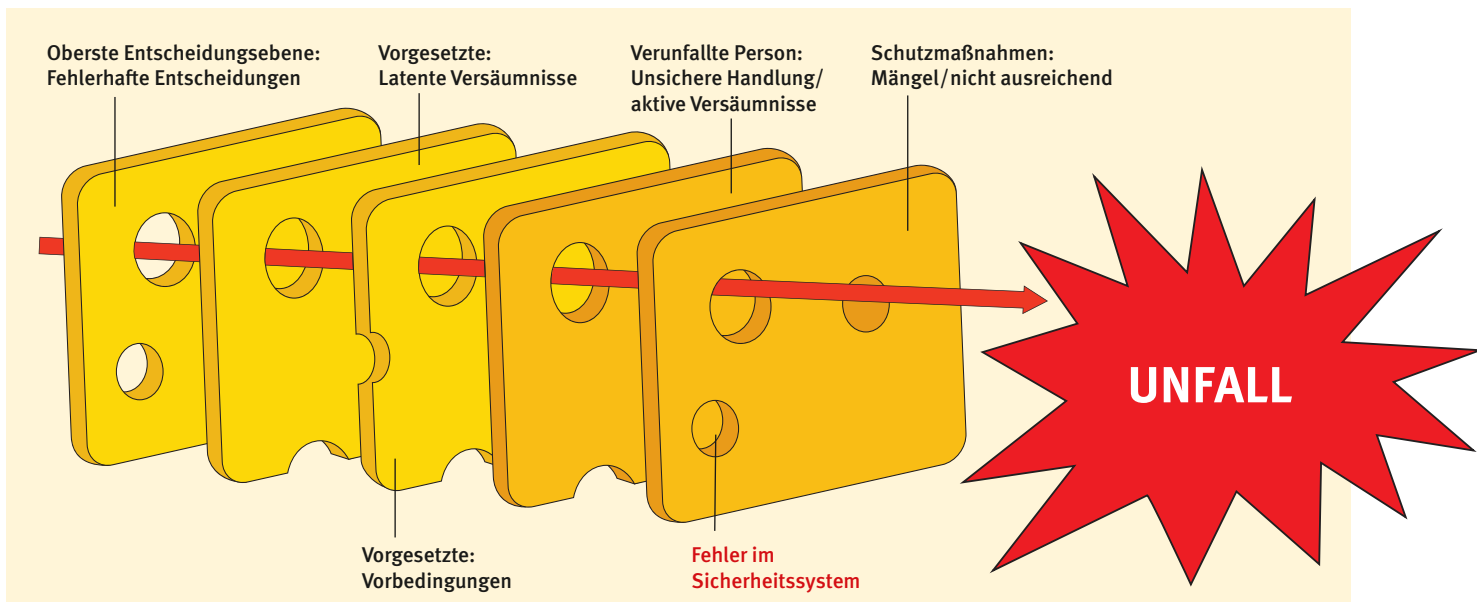 Oberste Entscheidungsebene:
Fehlerhafte Entscheidungen
Vorgesetzte:
Latente Versäumnisse
Verunfallte Person:
Unsichere Handlung/
aktive Versäumnisse
Schutzmaßnahmen:
Mängel/nicht ausreichend
UNFALL
Vorgesetzte:
Vorbedingungen
Fehler im
Sicherheitssystem